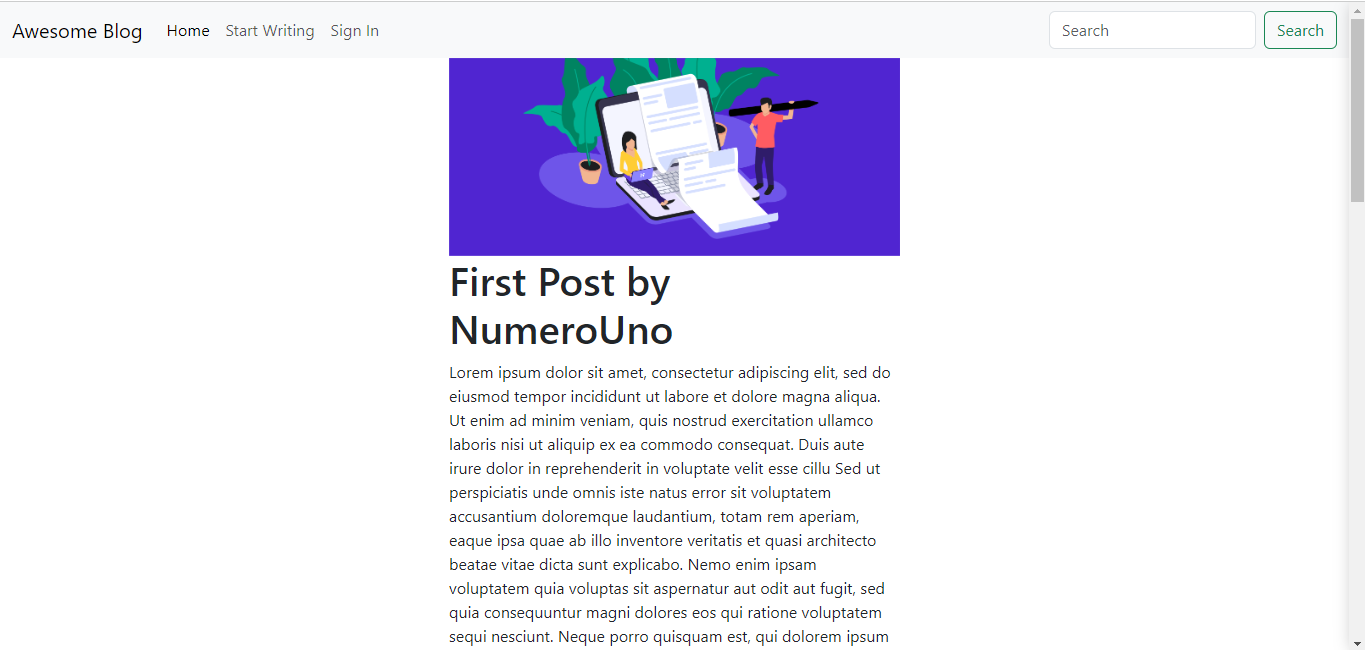 Awesome Blog Home Start Writing Sign In Search Search
First Post by
NumeroUno
Lorem ipsum dolor sit amet, consectetur adipiscing elit, sed do
eiusmod tempor incididunt ut labore et dolore magna aliqua.
Ut enim ad minim veniam, quis nostrud exercitation ullamco
laboris nisi ut aliquip ex ea commodo consequat. Duis aute
irure dolor in reprehenderit in voluptate velit esse cillu Sed ut
perspiciatis unde omnis iste natus error sit voluptatem
accusantium doloremque laudantium, totam rem aperiam,
eaque ipsa quae ab illo inventore veritatis et quasi architecto
beatae vitae dicta sunt explicabo. Nemo enim ipsam
voluptatem quia voluptas sit aspernatur aut odit aut fugit, sed
quia consequuntur magni dolores eos qui ratione voluptatem
sequi nesciunt. Neque porro quisquam est, qui dolorem ipsum